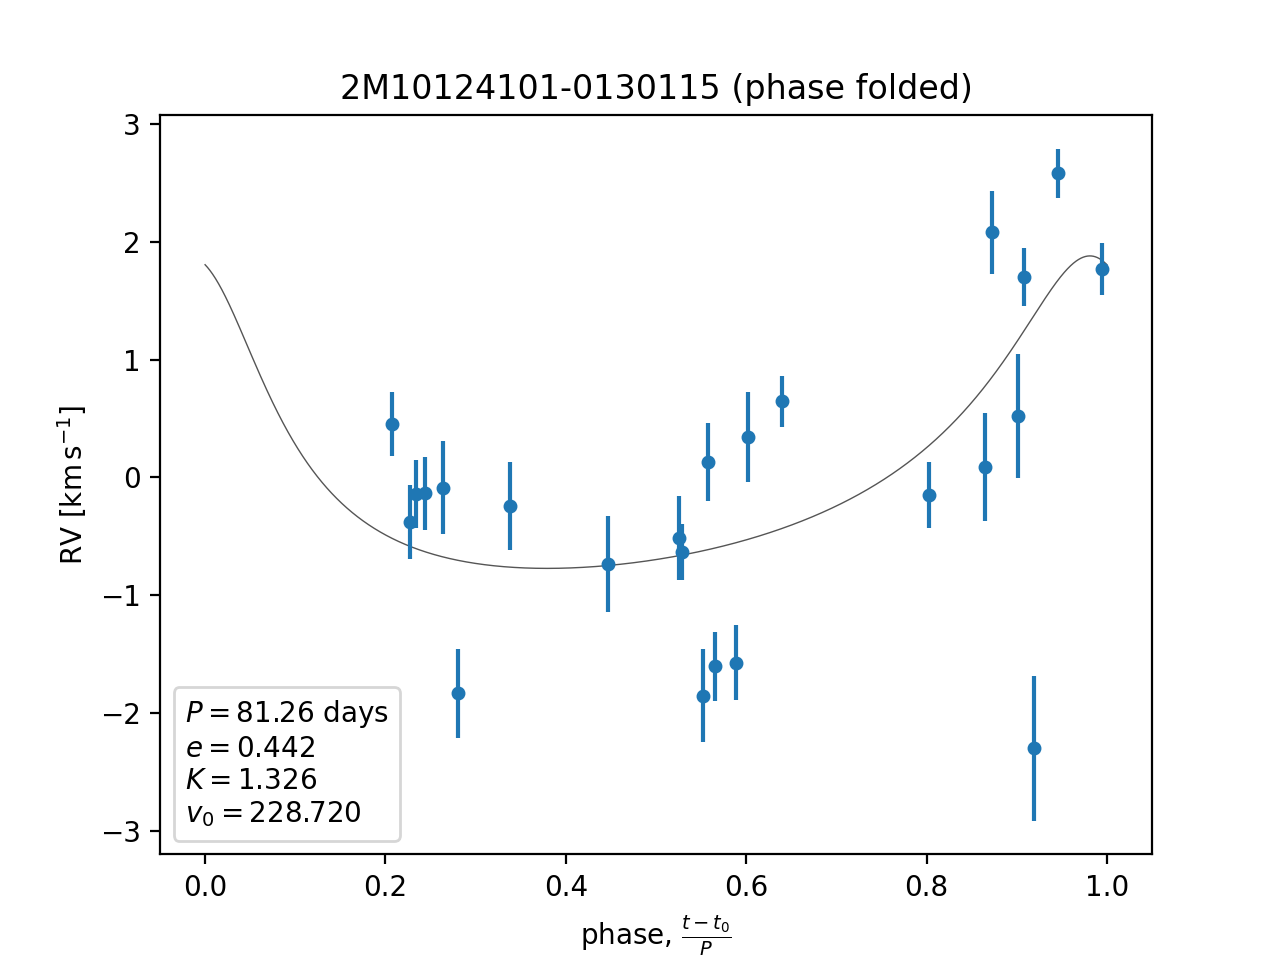 2M10124101-0130115 (phase folded)
3
2
1
0
−1
−2
−3
RV [km s⁻¹]
P = 81.26 days
e = 0.442
K = 1.326
v₀ = 228.720
0.0 0.2 0.4 0.6 0.8 1.0
phase, (t − t₀)/P